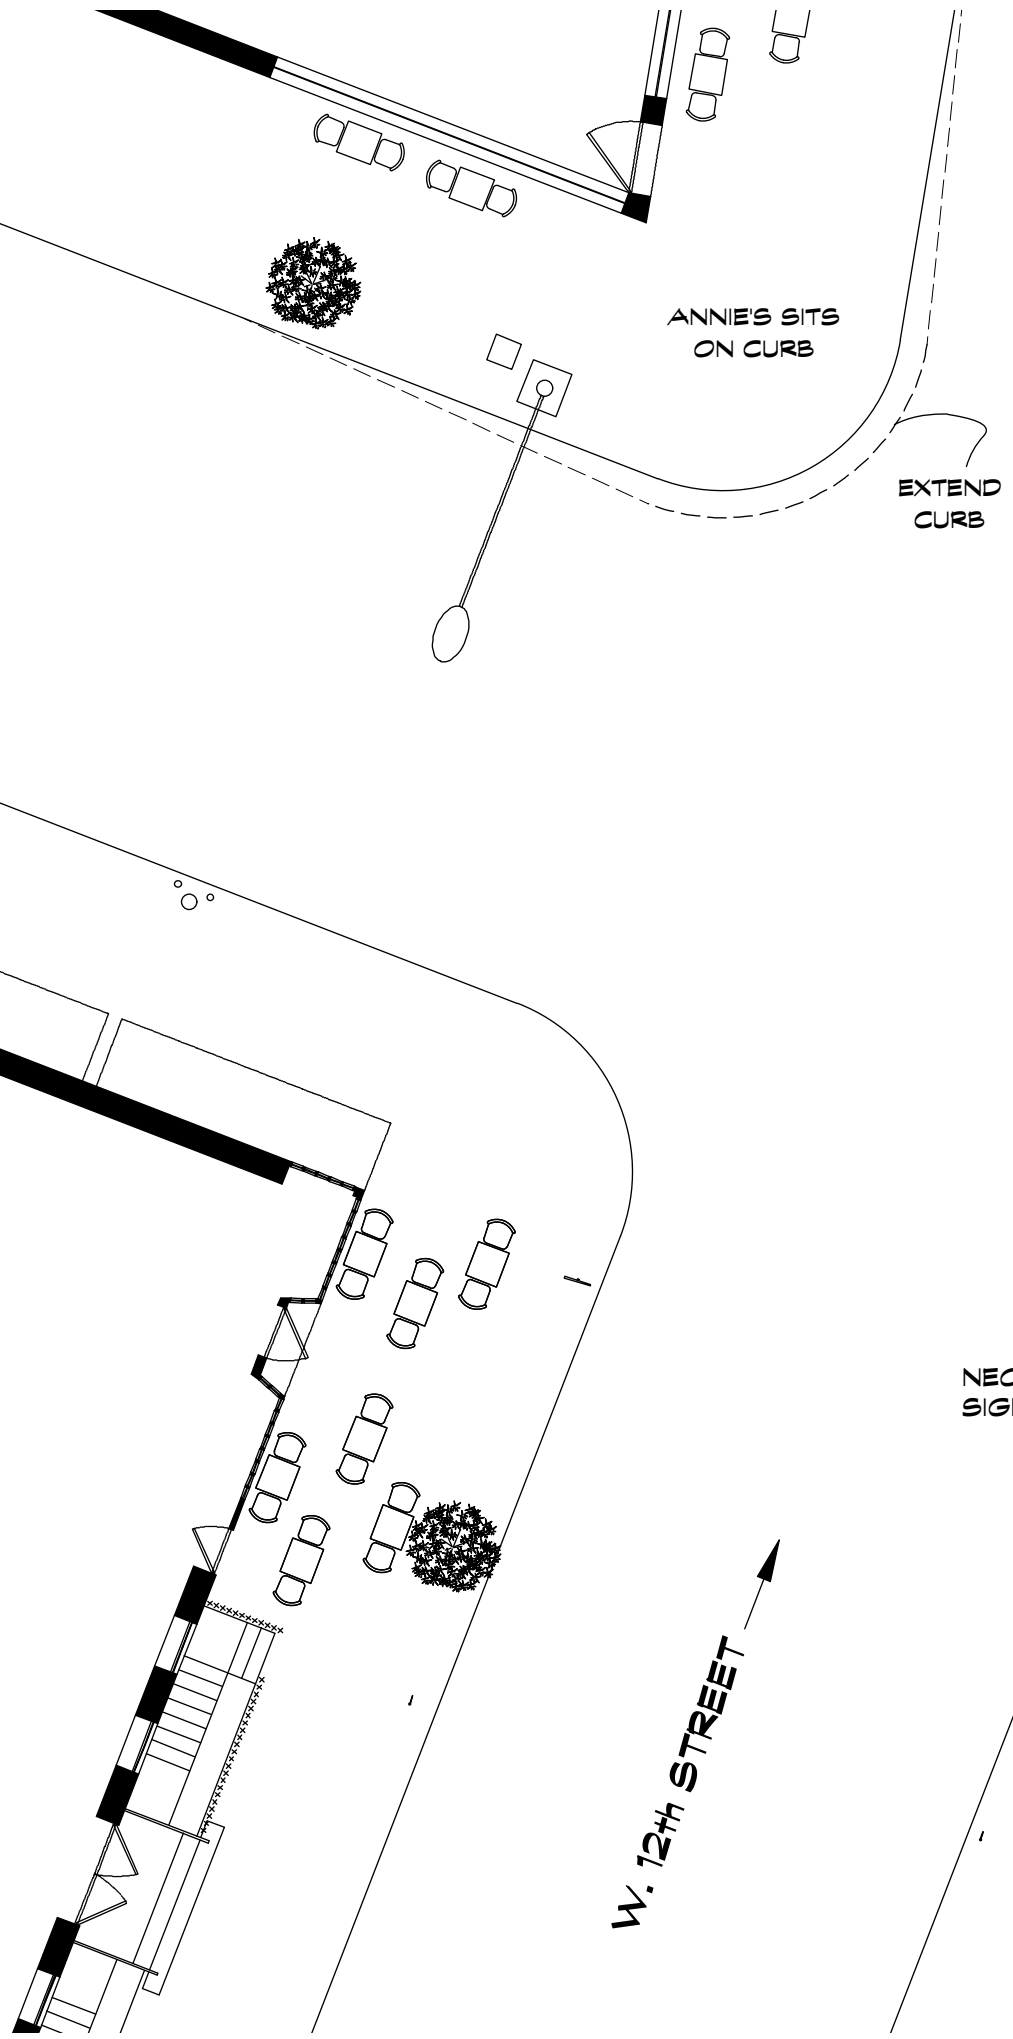 ANNIE'S SITS
ON CURB
EXTEND
CURB
W. 12th STREET